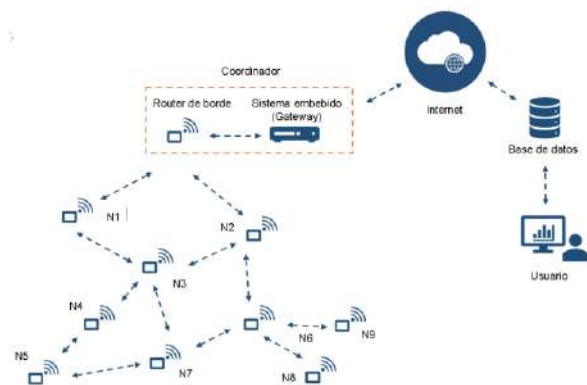 Coordinador
Router de borde
Sistema embebido
(Gateway)
Internet
Base de datos
Usuario
N1
N2
N3
N4
N6
N9
N5
N7
N8